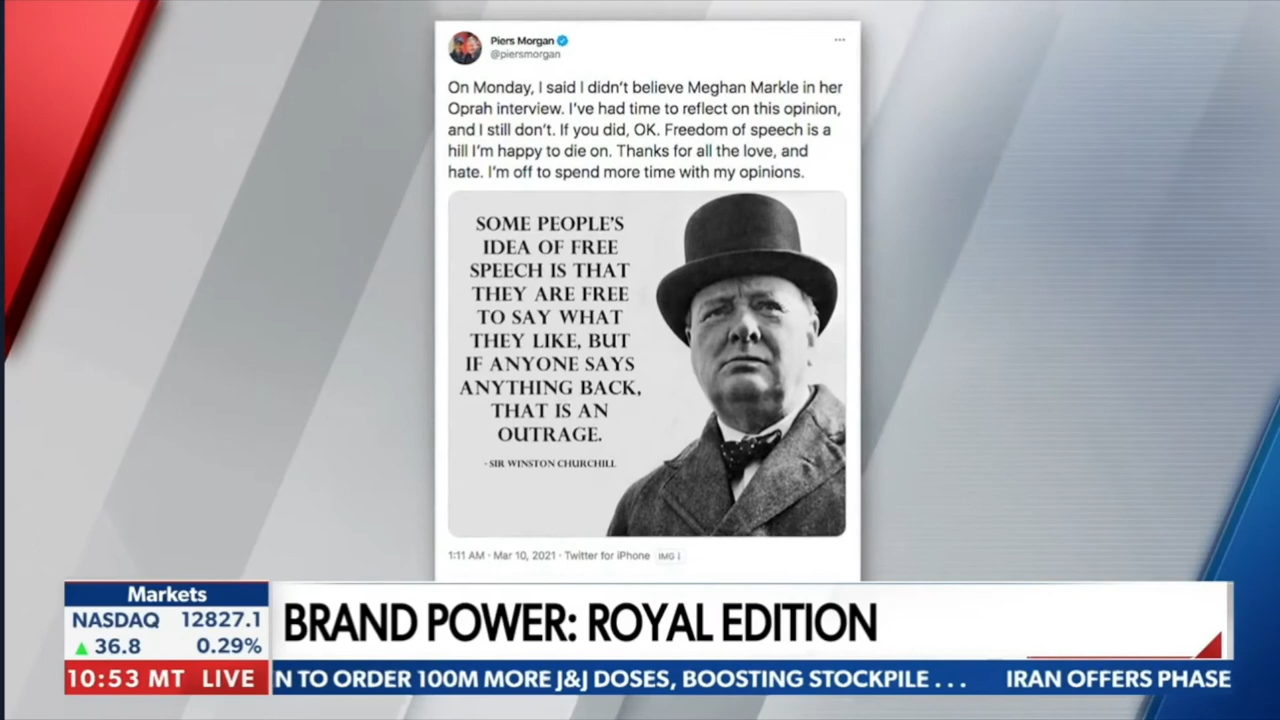 Piers Morgan
@piersmorgan
On Monday, I said I didn't believe Meghan Markle in her
Oprah interview. I've had time to reflect on this opinion,
and I still don't. If you did, OK. Freedom of speech is a
hill I'm happy to die on. Thanks for all the love, and
hate. I'm off to spend more time with my opinions.
SOME PEOPLE'S
IDEA OF FREE
SPEECH IS THAT
THEY ARE FREE
TO SAY WHAT
THEY LIKE, BUT
IF ANYONE SAYS
ANYTHING BACK,
THAT IS AN
OUTRAGE.
- SIR WINSTON CHURCHILL
1:11 AM · Mar 10, 2021 · Twitter for iPhone
Markets
NASDAQ 12827.1
36.8 0.29%
BRAND POWER: ROYAL EDITION
10:53 MT LIVE
N TO ORDER 100M MORE J&J DOSES, BOOSTING STOCKPILE . . . IRAN OFFERS PHASE